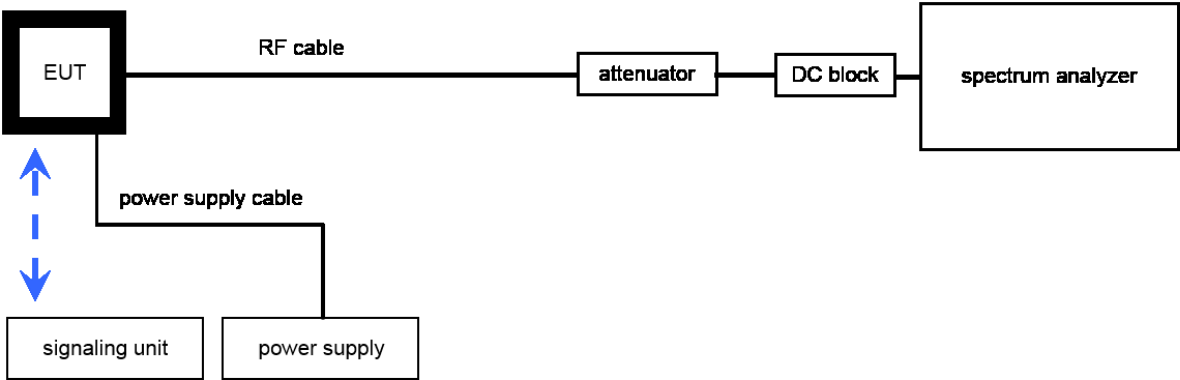 RF cable
EUT
attenuator
DC block
spectrum analyzer
power supply cable
signaling unit
power supply